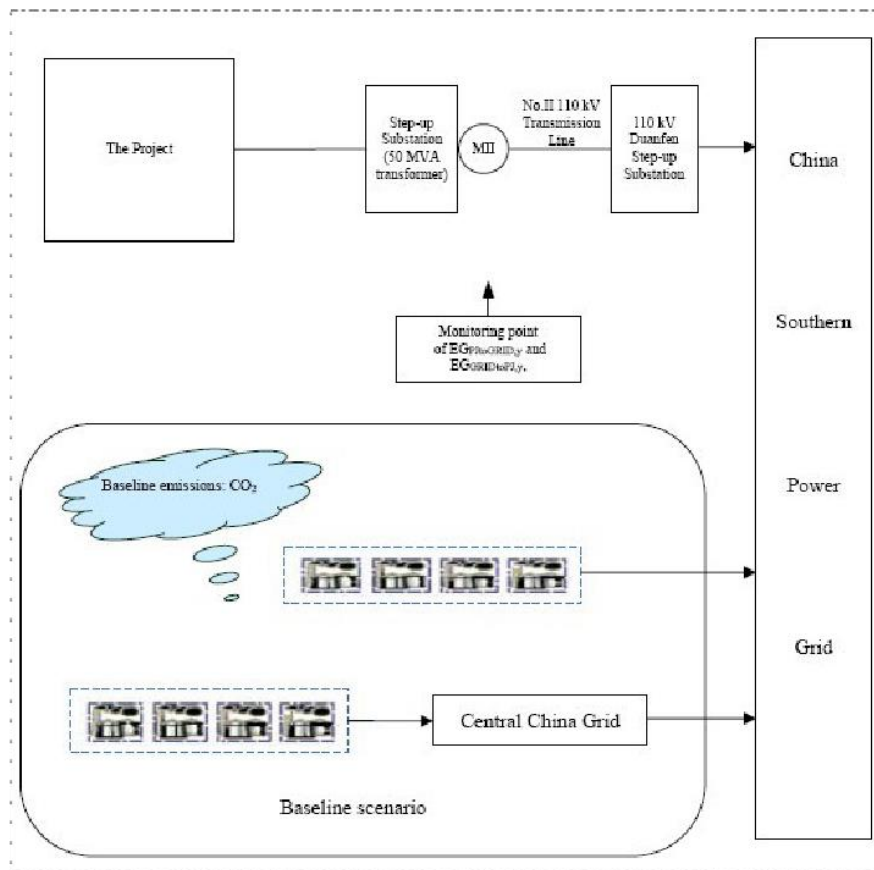 The Project
Step-up
Substation
(50 MVA
transformer)
MII
No.II 110 kV
Transmission
Line
110 kV
Duanfen
Step-up
Substation
China
Southern
Power
Grid
Monitoring point
of EGPJtoGRID,y and
EGGRIDtoPJ,y.
Baseline emissions: CO₂
Central China Grid
Baseline scenario